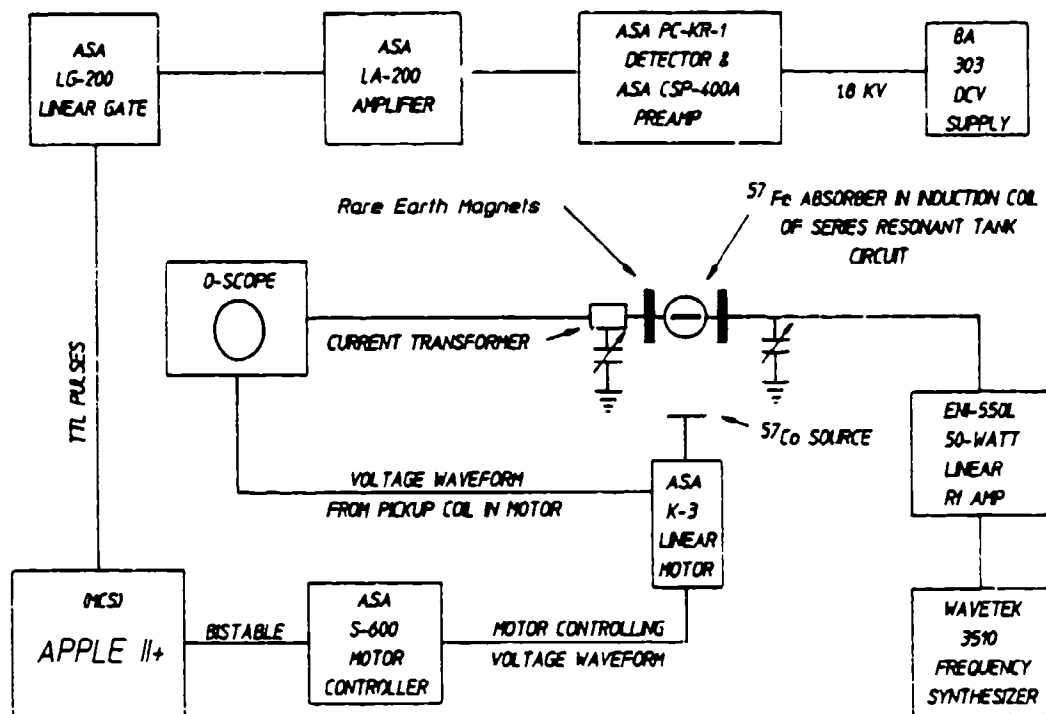 ASA
LG-200
LINEAR GATE
ASA
LA-200
AMPLIFIER
ASA PC-KR-1
DETECTOR &
ASA CSP-400A
PREAMP
1.8 KV
BA
303
DCV
SUPPLY
Rare Earth Magnets
57Fe ABSORBER IN INDUCTION COIL
OF SERIES RESONANT TANK
CIRCUIT
O-SCOPE
CURRENT TRANSFORMER
TTL PULSES
57Co SOURCE
VOLTAGE WAVEFORM
FROM PICKUP COIL IN MOTOR
ASA
K-3
LINEAR
MOTOR
ENI-550L
50-WATT
LINEAR
Rf AMP
(MCS)
APPLE II+
BISTABLE
ASA
S-600
MOTOR
CONTROLLER
MOTOR CONTROLLING
VOLTAGE WAVEFORM
WAVETEK
3510
FREQUENCY
SYNTHESIZER